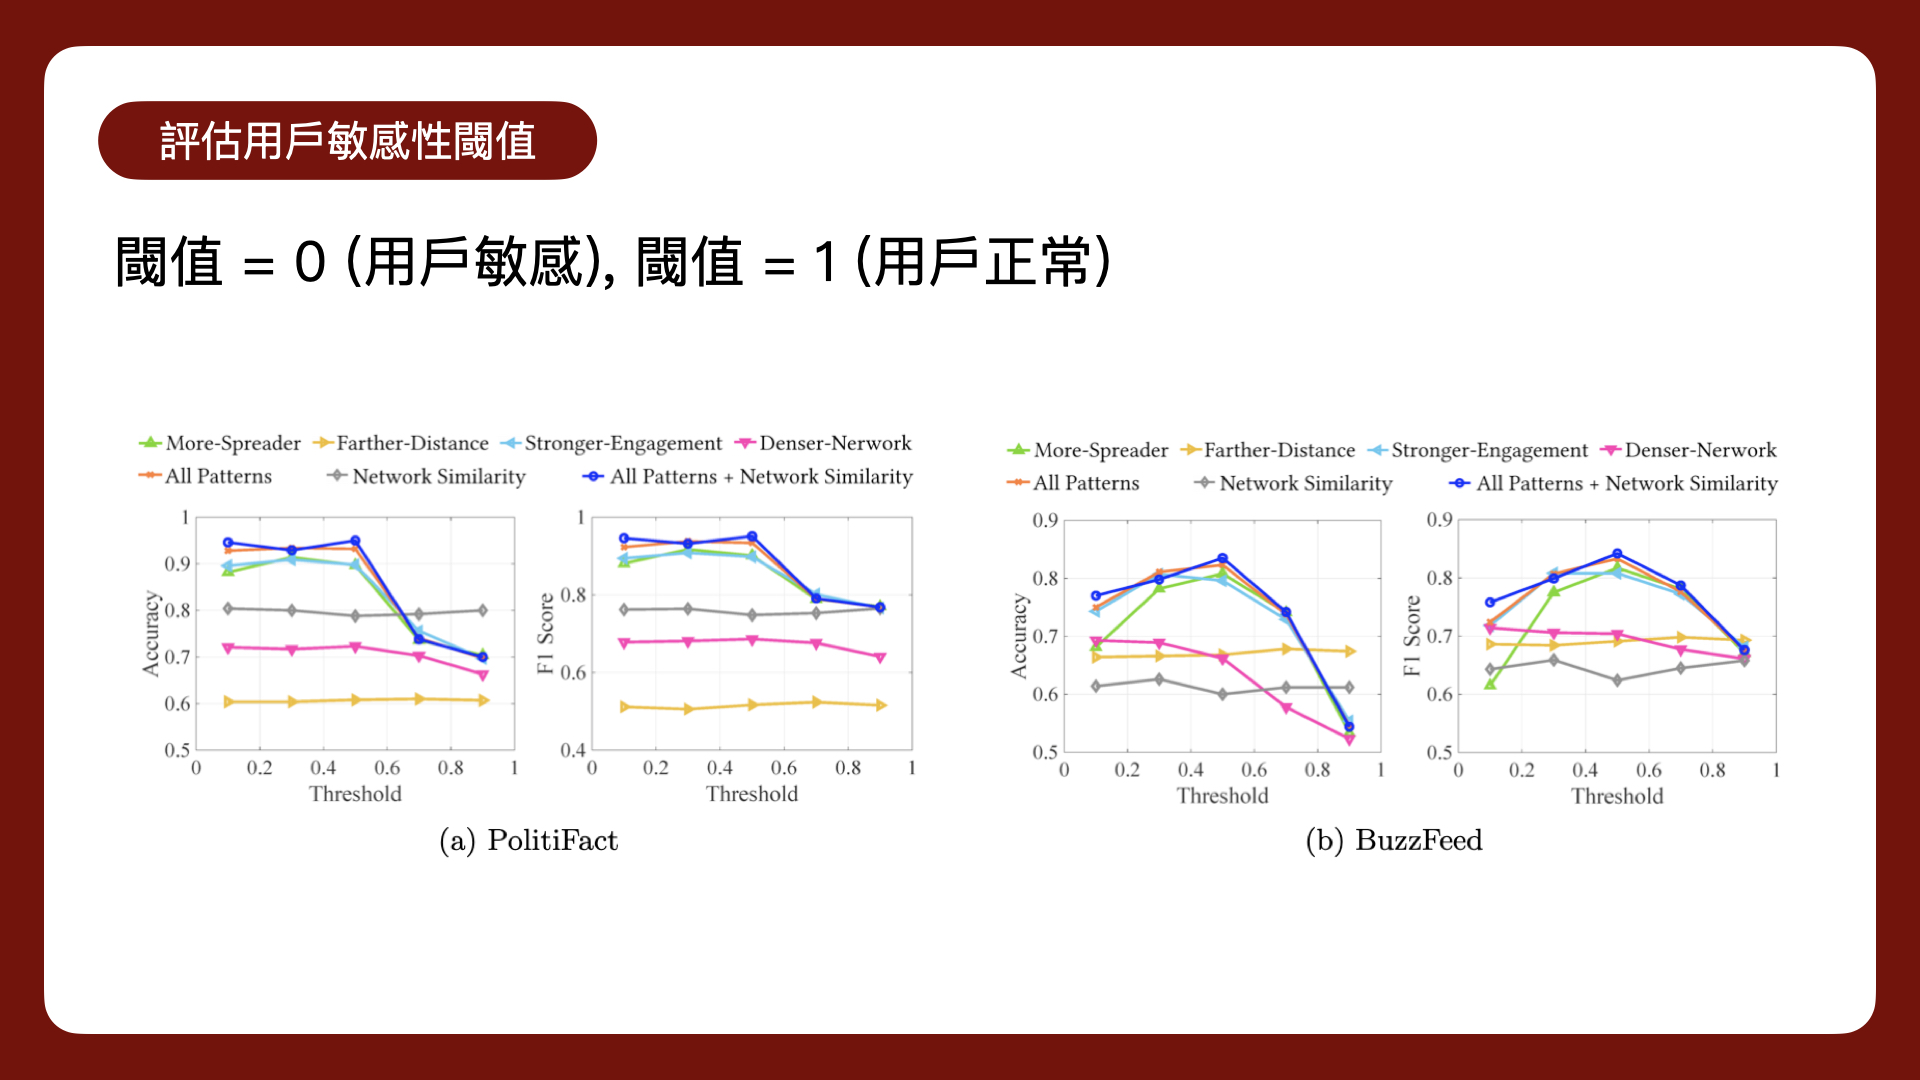 評估用戶敏感性閾值
閾值 = 0 (用戶敏感), 閾值 = 1 (用戶正常)
More-Spreader Farther-Distance Stronger-Engagement Denser-Nerwork
All Patterns Network Similarity All Patterns + Network Similarity
1
0.9
0.8
0.7
0.6
0.5
Accuracy
0 0.2 0.4 0.6 0.8 1
Threshold
1
0.8
0.6
0.4
F1 Score
0 0.2 0.4 0.6 0.8 1
Threshold
(a) PolitiFact
More-Spreader Farther-Distance Stronger-Engagement Denser-Nerwork
All Patterns Network Similarity All Patterns + Network Similarity
0.9
0.8
0.7
0.6
0.5
Accuracy
0 0.2 0.4 0.6 0.8 1
Threshold
0.9
0.8
0.7
0.6
0.5
F1 Score
0 0.2 0.4 0.6 0.8 1
Threshold
(b) BuzzFeed